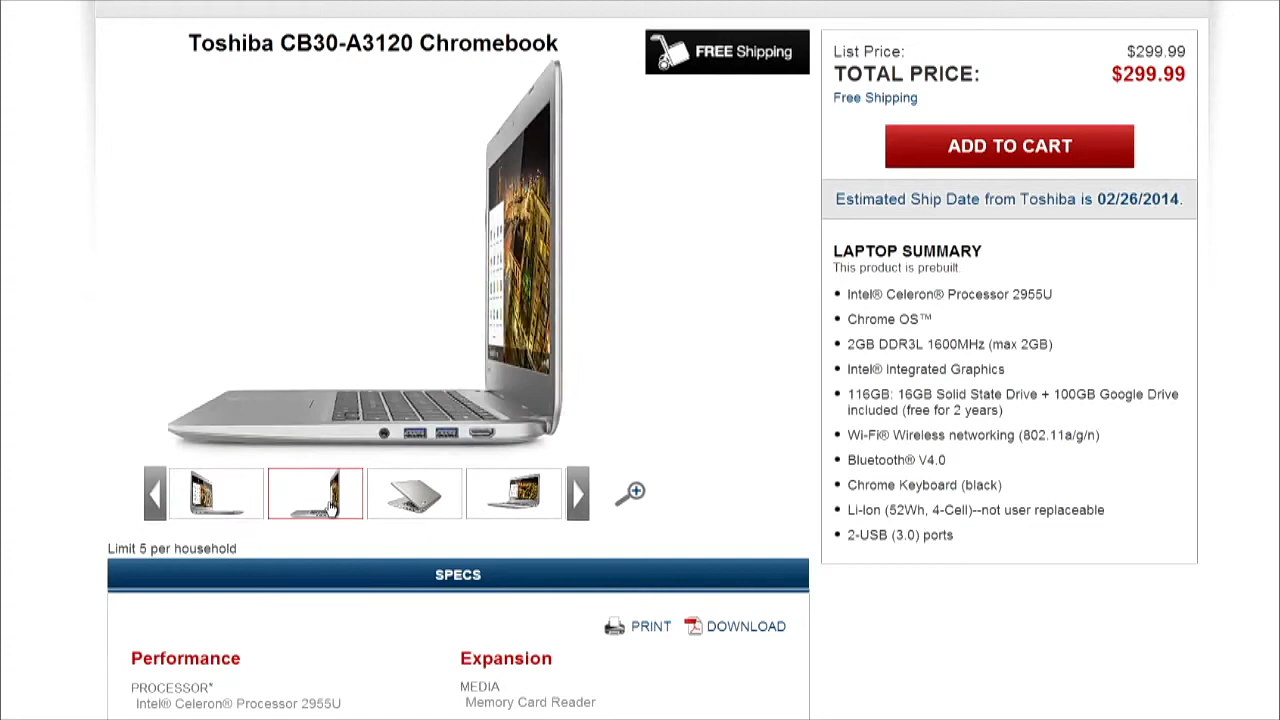 Toshiba CB30-A3120 Chromebook
FREE Shipping
List Price: $299.99
TOTAL PRICE: $299.99
Free Shipping
ADD TO CART
Estimated Ship Date from Toshiba is 02/26/2014.
LAPTOP SUMMARY
This product is prebuilt.
• Intel® Celeron® Processor 2955U
• Chrome OS™
• 2GB DDR3L 1600MHz (max 2GB)
• Intel® Integrated Graphics
• 116GB: 16GB Solid State Drive + 100GB Google Drive
included (free for 2 years)
• Wi-Fi® Wireless networking (802.11a/g/n)
• Bluetooth® V4.0
• Chrome Keyboard (black)
• Li-Ion (52Wh, 4-Cell)--not user replaceable
• 2-USB (3.0) ports
Limit 5 per household
SPECS
PRINT DOWNLOAD
Performance
PROCESSOR*
Intel® Celeron® Processor 2955U
Expansion
MEDIA
Memory Card Reader